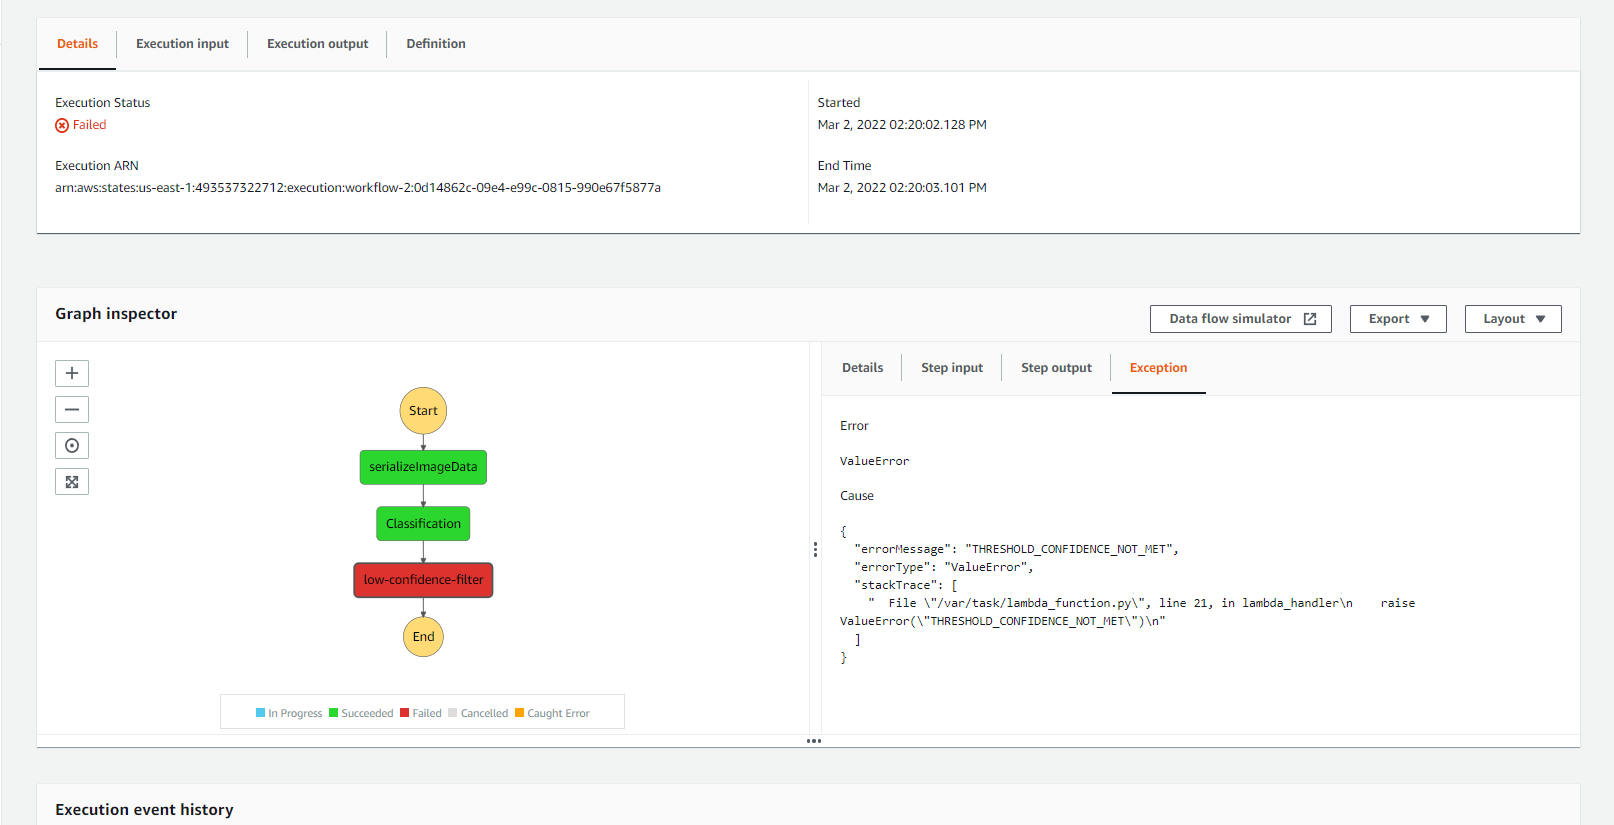 Details
Execution input
Execution output
Definition
Execution Status
Failed
Execution ARN
arn:aws:states:us-east-1:493537322712:execution:workflow-2:0d14862c-09e4-e99c-0815-990e67f5877a
Started
Mar 2, 2022 02:20:02.128 PM
End Time
Mar 2, 2022 02:20:03.101 PM
Graph inspector
Data flow simulator
Export
Layout
Start
serializeImageData
Classification
low-confidence-filter
End
In Progress
Succeeded
Failed
Cancelled
Caught Error
Details
Step input
Step output
Exception
Error
ValueError
Cause
{
"errorMessage": "THRESHOLD_CONFIDENCE_NOT_MET",
"errorType": "ValueError",
"stackTrace": [
"  File \"/var/task/lambda_function.py\", line 21, in lambda_handler\n    raise
ValueError(\"THRESHOLD_CONFIDENCE_NOT_MET\")\n"
]
}
Execution event history